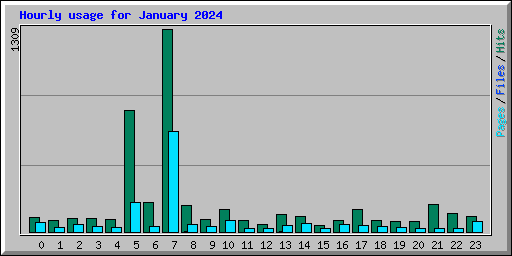 Hourly usage for January 2024
1309
Pages/Files/Hits
0 1 2 3 4 5 6 7 8 9 10 11 12 13 14 15 16 17 18 19 20 21 22 23